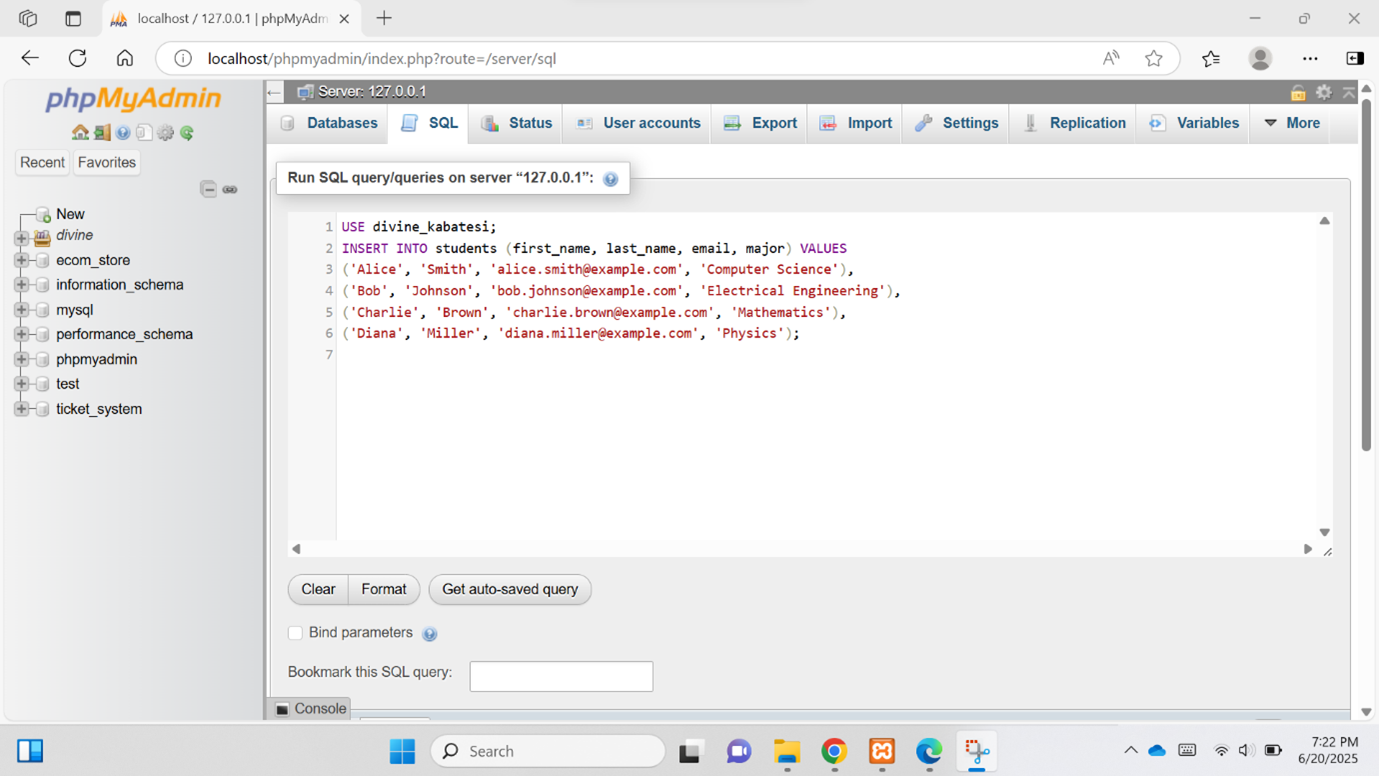 localhost / 127.0.0.1 | phpMyAdm
localhost/phpmyadmin/index.php?route=/server/sql
phpMyAdmin
Recent
Favorites
New
divine
ecom_store
information_schema
mysql
performance_schema
phpmyadmin
test
ticket_system
Server: 127.0.0.1
Databases
SQL
Status
User accounts
Export
Import
Settings
Replication
Variables
More
Run SQL query/queries on server “127.0.0.1”:
1 USE divine_kabatesi;
2 INSERT INTO students (first_name, last_name, email, major) VALUES
3 ('Alice', 'Smith', 'alice.smith@example.com', 'Computer Science'),
4 ('Bob', 'Johnson', 'bob.johnson@example.com', 'Electrical Engineering'),
5 ('Charlie', 'Brown', 'charlie.brown@example.com', 'Mathematics'),
6 ('Diana', 'Miller', 'diana.miller@example.com', 'Physics');
7
Clear
Format
Get auto-saved query
Bind parameters
Bookmark this SQL query:
Console
Search
7:22 PM
6/20/2025